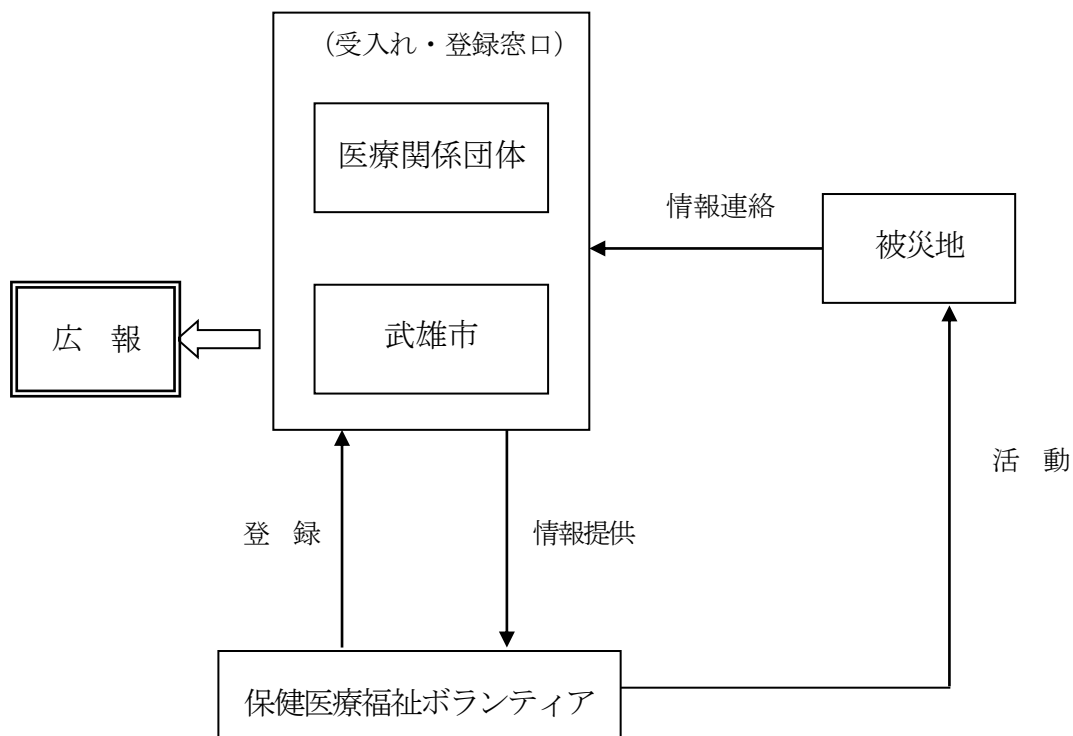 （受入れ・登録窓口）
医療関係団体
情報連絡
被災地
武雄市
広　報
活　動
登　録
情報提供
保健医療福祉ボランティア